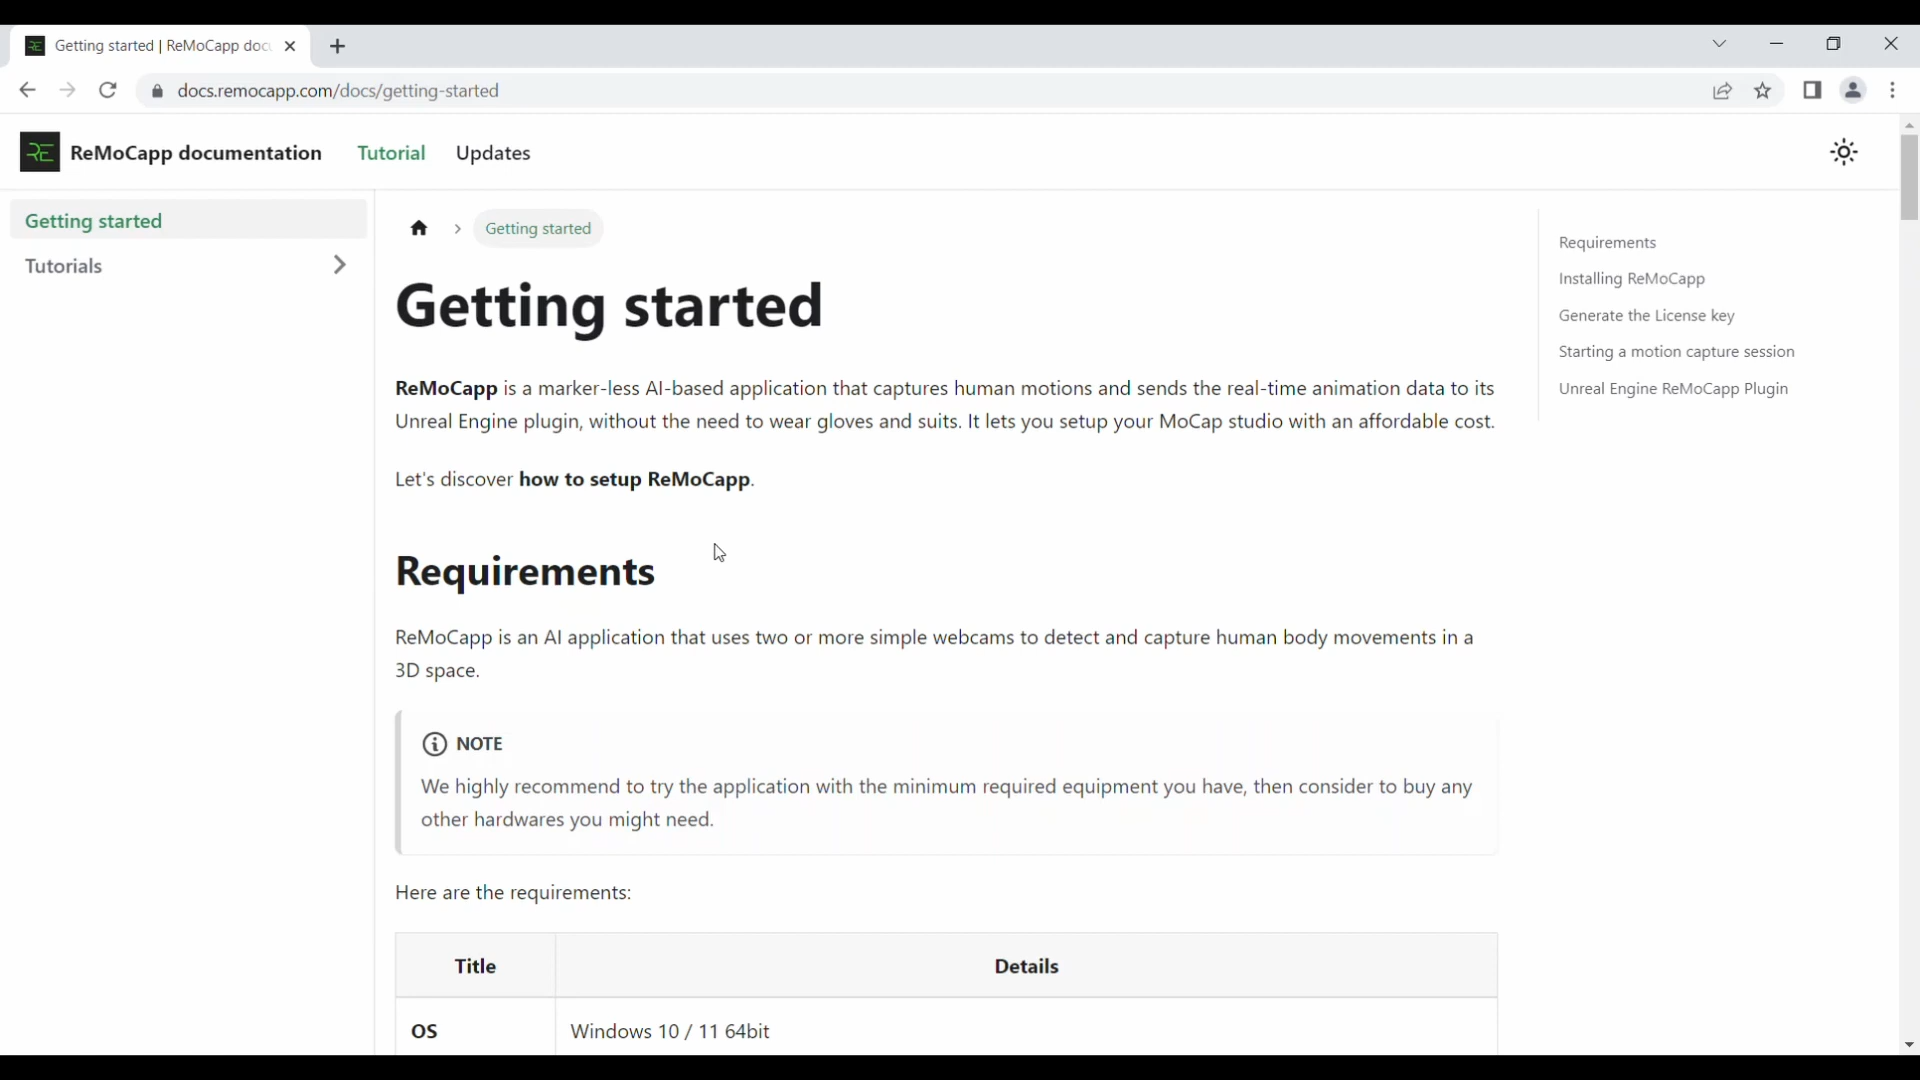 Getting started | ReMoCapp doc
docs.remocapp.com/docs/getting-started
RE ReMoCapp documentation Tutorial Updates
Getting started
Tutorials
Getting started
Getting started
ReMoCapp is a marker-less AI-based application that captures human motions and sends the real-time animation data to its
Unreal Engine plugin, without the need to wear gloves and suits. It lets you setup your MoCap studio with an affordable cost.
Let's discover how to setup ReMoCapp.
Requirements
ReMoCapp is an AI application that uses two or more simple webcams to detect and capture human body movements in a
3D space.
NOTE
We highly recommend to try the application with the minimum required equipment you have, then consider to buy any
other hardwares you might need.
Here are the requirements:
Title Details
OS Windows 10 / 11 64bit
Requirements
Installing ReMoCapp
Generate the License key
Starting a motion capture session
Unreal Engine ReMoCapp Plugin